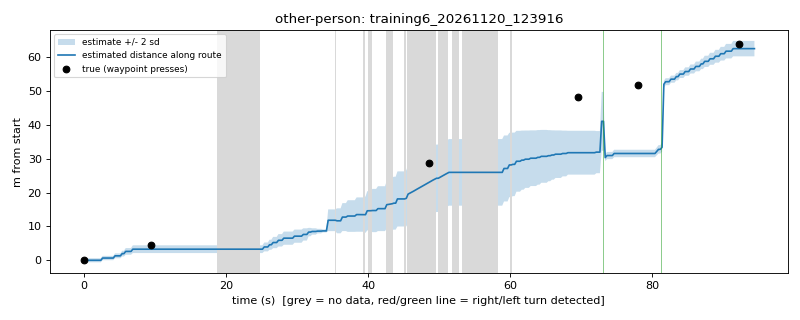 other-person: training6_20261120_123916
estimate +/- 2 sd
estimated distance along route
true (waypoint presses)
m from start
60
50
40
30
20
10
0
0
20
40
60
80
time (s)  [grey = no data, red/green line = right/left turn detected]